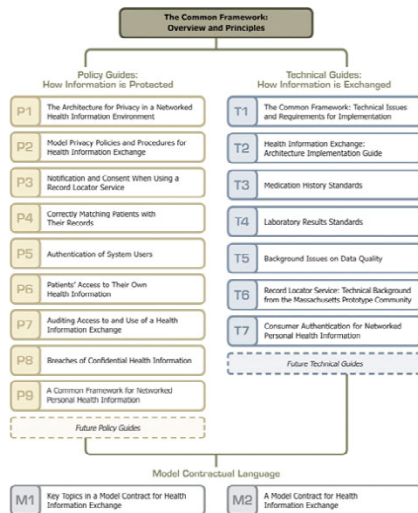 The Common Framework:
Overview and Principles
Policy Guides:
How Information is Protected
P1
The Architecture for Privacy in a Networked
Health Information Environment
P2
Model Privacy Policies and Procedures for
Health Information Exchange
P3
Notification and Consent When Using a
Record Locator Service
P4
Correctly Matching Patients with
Their Records
P5
Authentication of System Users
P6
Patients' Access to Their Own
Health Information
P7
Auditing Access to and Use of a Health
Information Exchange
P8
Breaches of Confidential Health Information
P9
A Common Framework for Networked
Personal Health Information
Future Policy Guides
Technical Guides:
How Information is Exchanged
T1
The Common Framework: Technical Issues
and Requirements for Implementation
T2
Health Information Exchange:
Architecture Implementation Guide
T3
Medication History Standards
T4
Laboratory Results Standards
T5
Background Issues on Data Quality
T6
Record Locator Service: Technical Background
from the Massachusetts Prototype Community
T7
Consumer Authentication for Networked
Personal Health Information
Future Technical Guides
Model Contractual Language
M1
Key Topics in a Model Contract for Health
Information Exchange
M2
A Model Contract for Health
Information Exchange